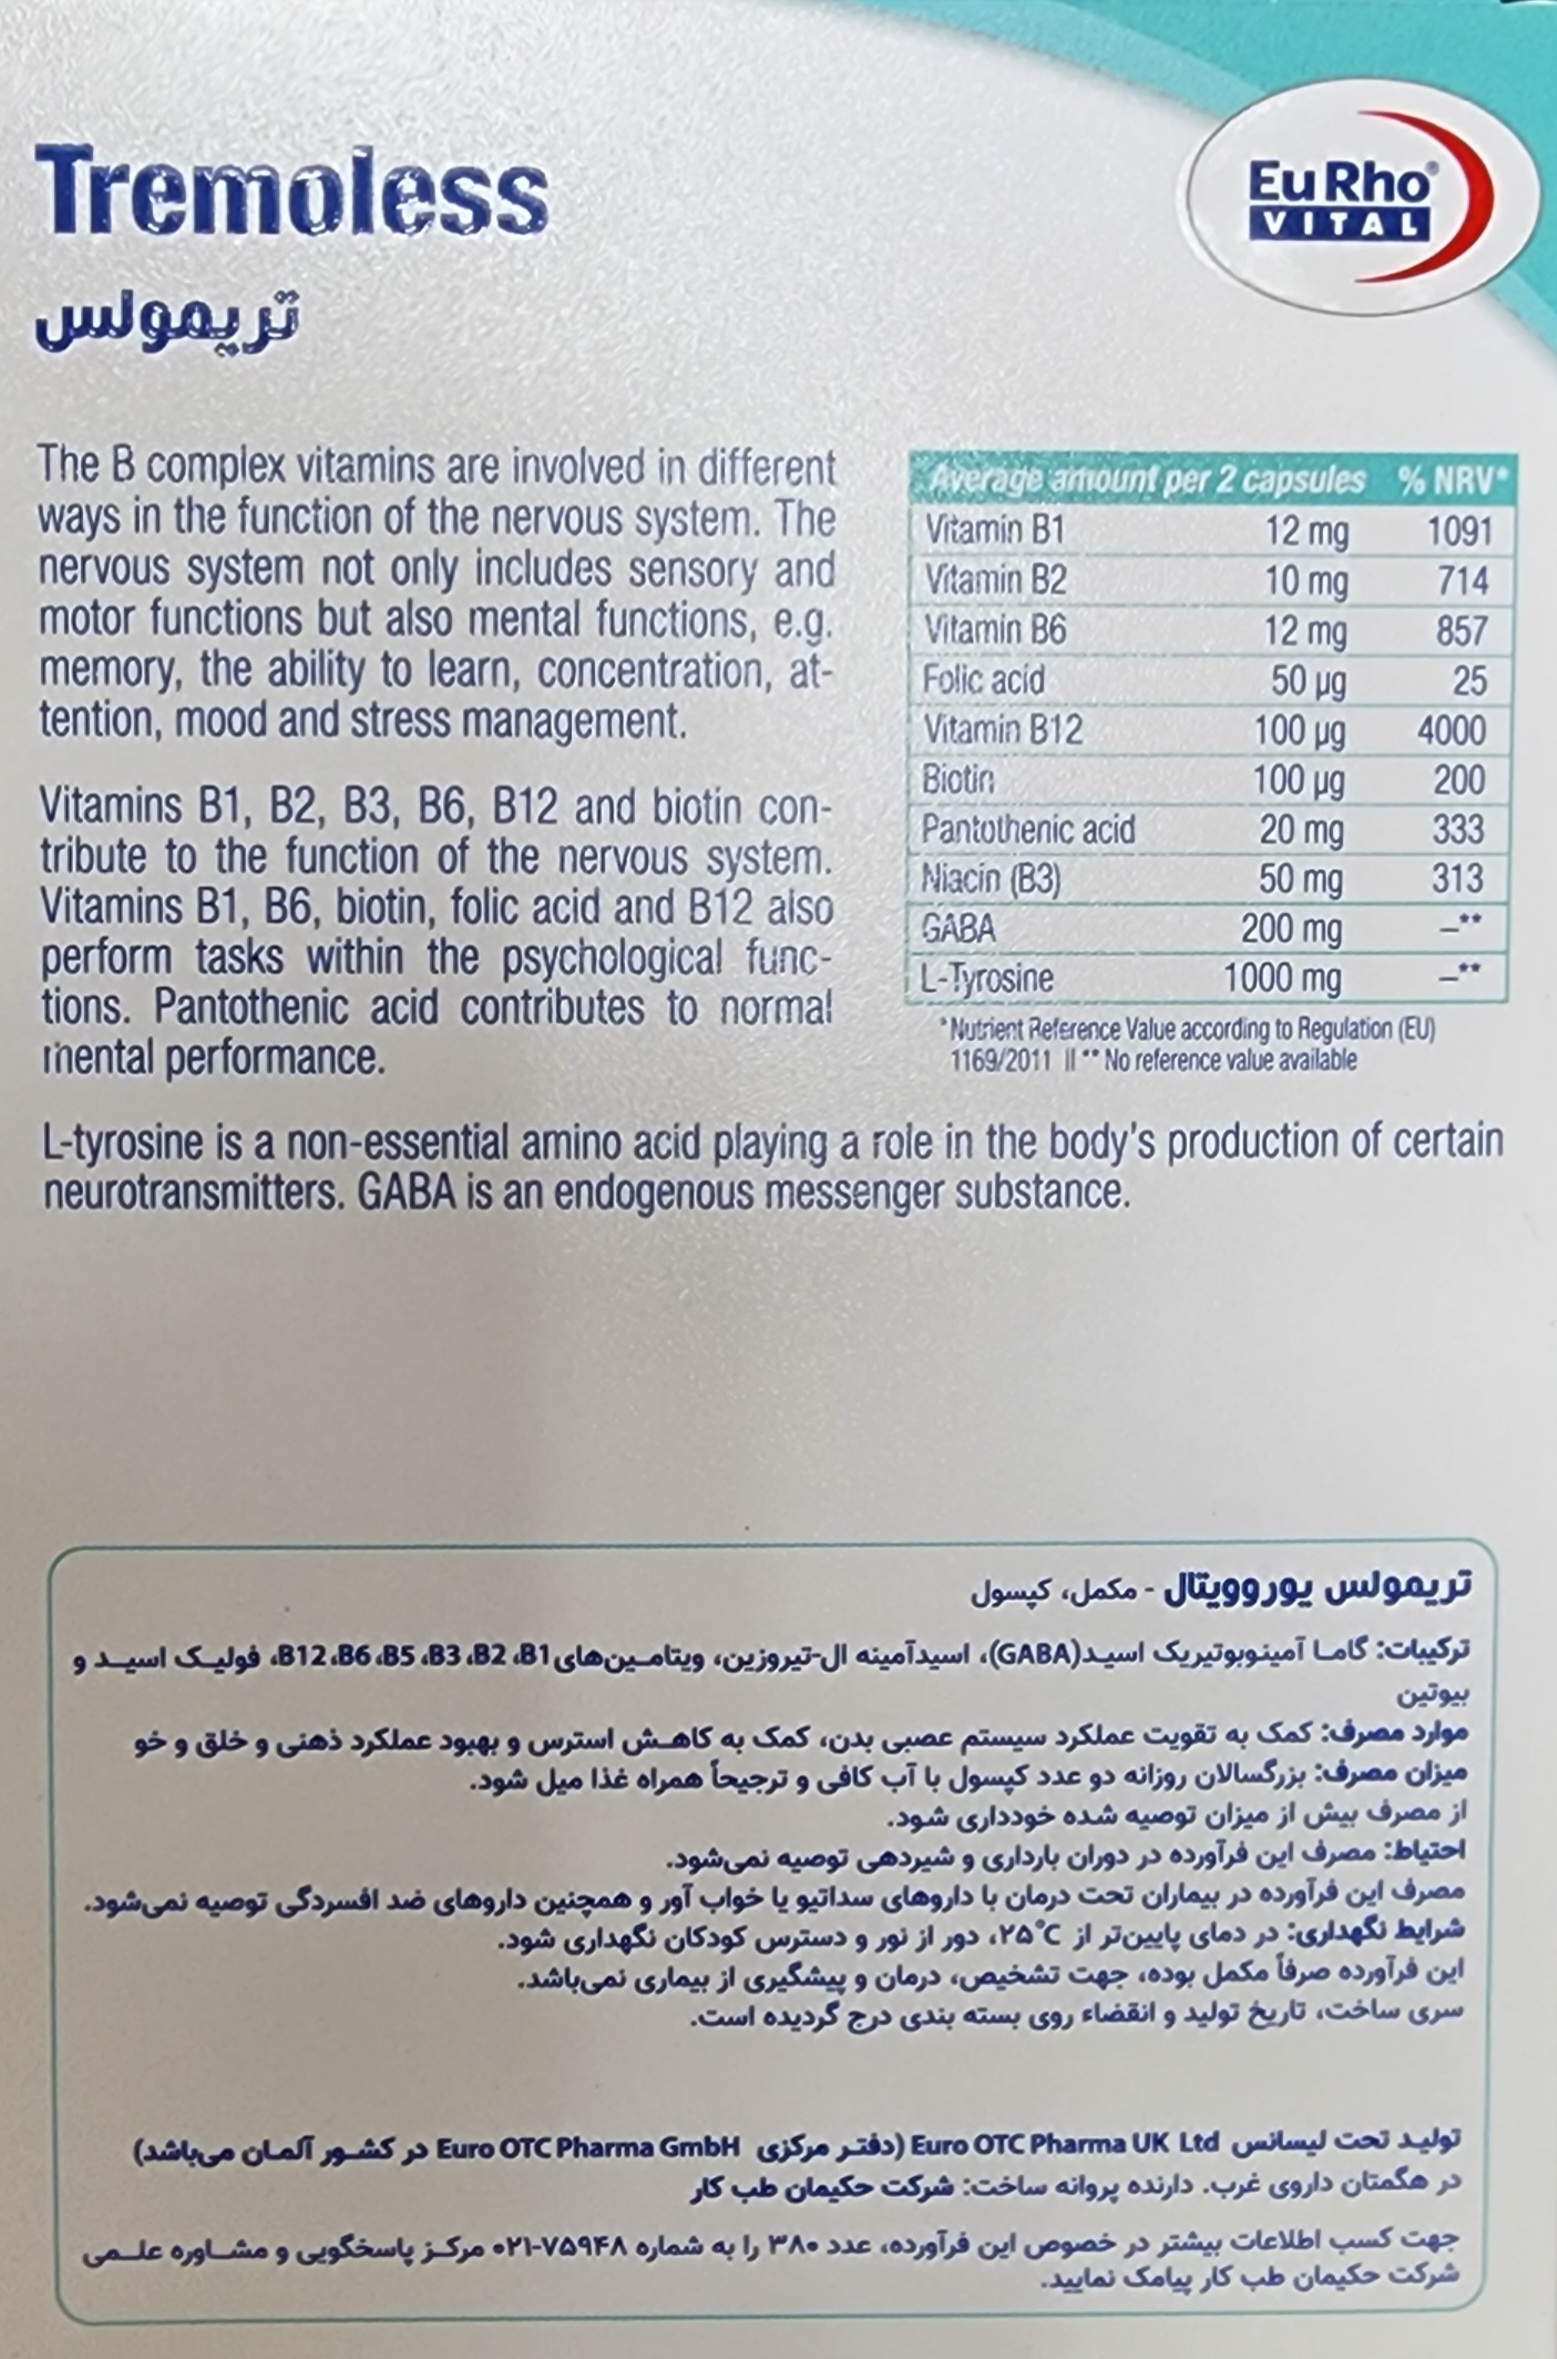 Tremoless
EuRho®
VITAL
تریمولس
The B complex vitamins are involved in different
ways in the function of the nervous system. The
nervous system not only includes sensory and
motor functions but also mental functions, e.g.
memory, the ability to learn, concentration, at-
tention, mood and stress management.
Vitamins B1, B2, B3, B6, B12 and biotin con-
tribute to the function of the nervous system.
Vitamins B1, B6, biotin, folic acid and B12 also
perform tasks within the psychological func-
tions. Pantothenic acid contributes to normal
mental performance.
Average amount per 2 capsules % NRV*
Vitamin B1 12 mg 1091
Vitamin B2 10 mg 714
Vitamin B6 12 mg 857
Folic acid 50 µg 25
Vitamin B12 100 µg 4000
Biotin 100 µg 200
Pantothenic acid 20 mg 333
Niacin (B3) 50 mg 313
GABA 200 mg –**
L-Tyrosine 1000 mg –**
*Nutrient Reference Value according to Regulation (EU)
1169/2011 II ** No reference value available
L-tyrosine is a non-essential amino acid playing a role in the body's production of certain
neurotransmitters. GABA is an endogenous messenger substance.
تریمولس یوروویتال - مکمل، کپسول
ترکیبات: گاما آمینوبوتیریک اسید(GABA)، اسیدآمینه ال-تیروزین، ویتامین‌های B1، B2، B3، B5، B6، B12، فولیک اسید و
بیوتین
موارد مصرف: کمک به تقویت عملکرد سیستم عصبی بدن، کمک به کاهش استرس و بهبود عملکرد ذهنی و خلق و خو
میزان مصرف: بزرگسالان روزانه دو عدد کپسول با آب کافی و ترجیحاً همراه غذا میل شود.
از مصرف بیش از میزان توصیه شده خودداری شود.
احتیاط: مصرف این فرآورده در دوران بارداری و شیردهی توصیه نمی‌شود.
مصرف این فرآورده در بیماران تحت درمان با داروهای سداتیو یا خواب آور و همچنین داروهای ضد افسردگی توصیه نمی‌شود.
شرایط نگهداری: در دمای پایین‌تر از ۲۵°C، دور از نور و دسترس کودکان نگهداری شود.
این فرآورده صرفاً مکمل بوده، جهت تشخیص، درمان و پیشگیری از بیماری نمی‌باشد.
سری ساخت، تاریخ تولید و انقضاء روی بسته بندی درج گردیده است.
تولید تحت لیسانس Euro OTC Pharma UK Ltd (دفتر مرکزی Euro OTC Pharma GmbH در کشور آلمان می‌باشد)
در هگمتان داروی غرب. دارنده پروانه ساخت: شرکت حکیمان طب کار
جهت کسب اطلاعات بیشتر در خصوص این فرآورده، عدد ۳۸۰ را به شماره ۷۵۹۴۸-۰۲۱ مرکز پاسخگویی و مشاوره علمی
شرکت حکیمان طب کار پیامک نمایید.